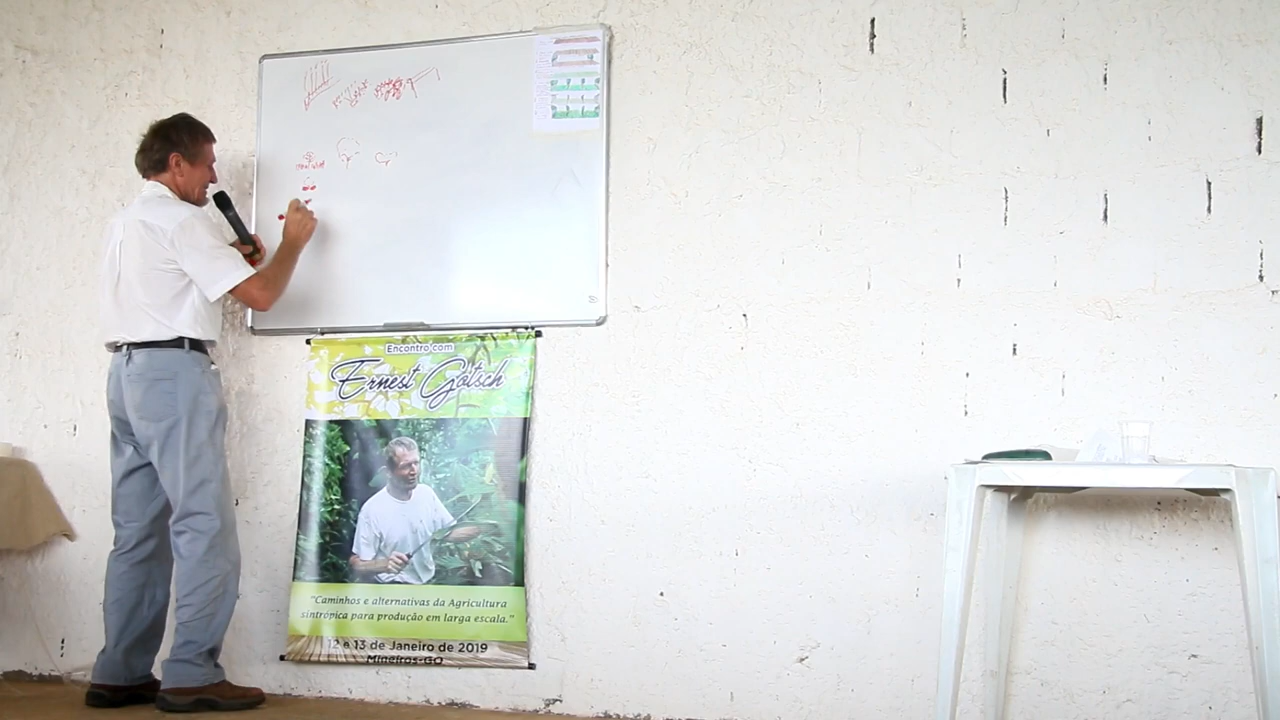 Encontro com
Ernest Götsch
"Caminhos e alternativas da Agricultura
sintrópica para produção em larga escala."
12 e 13 de Janeiro de 2019
Mineiros-GO